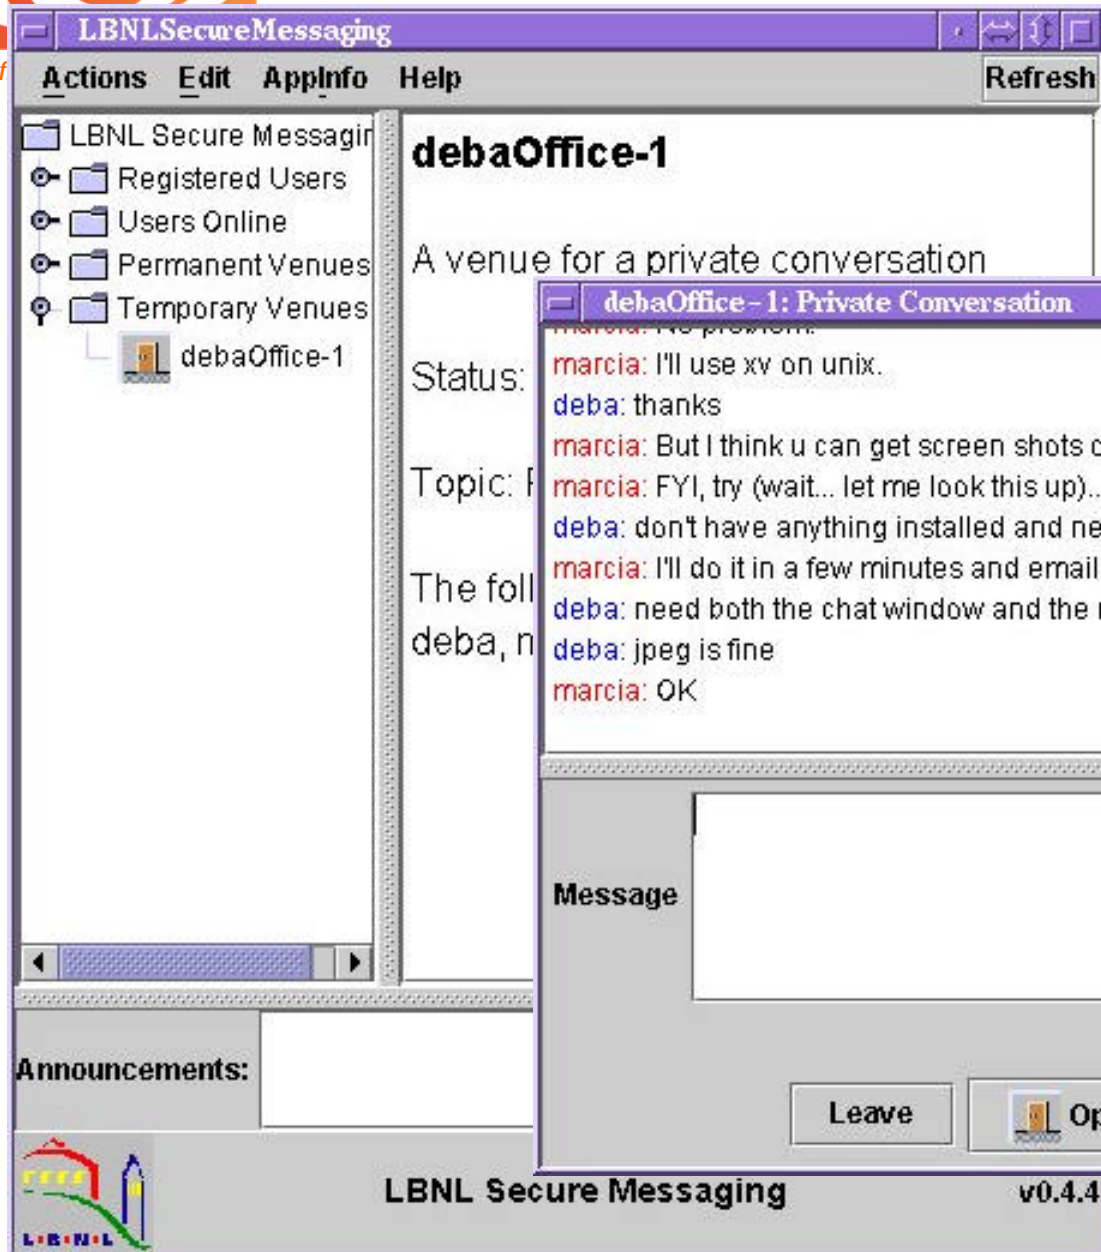 LBNLSecureMessaging
f
Actions Edit AppInfo Help Refresh
LBNL Secure Messagin
Registered Users
Users Online
Permanent Venues
Temporary Venues
debaOffice-1
debaOffice-1
A venue for a private conversation
Status:
Topic:
The foll
deba,
debaOffice-1: Private Conversation
marcia: No problem.
marcia: I'll use xv on unix.
deba: thanks
marcia: But I think u can get screen shots
marcia: FYI, try (wait... let me look this up)..
deba: don't have anything installed and ne
marcia: I'll do it in a few minutes and email
deba: need both the chat window and the
deba: jpeg is fine
marcia: OK
Message
Leave Op
Announcements:
L·B·N·L
LBNL Secure Messaging v0.4.4